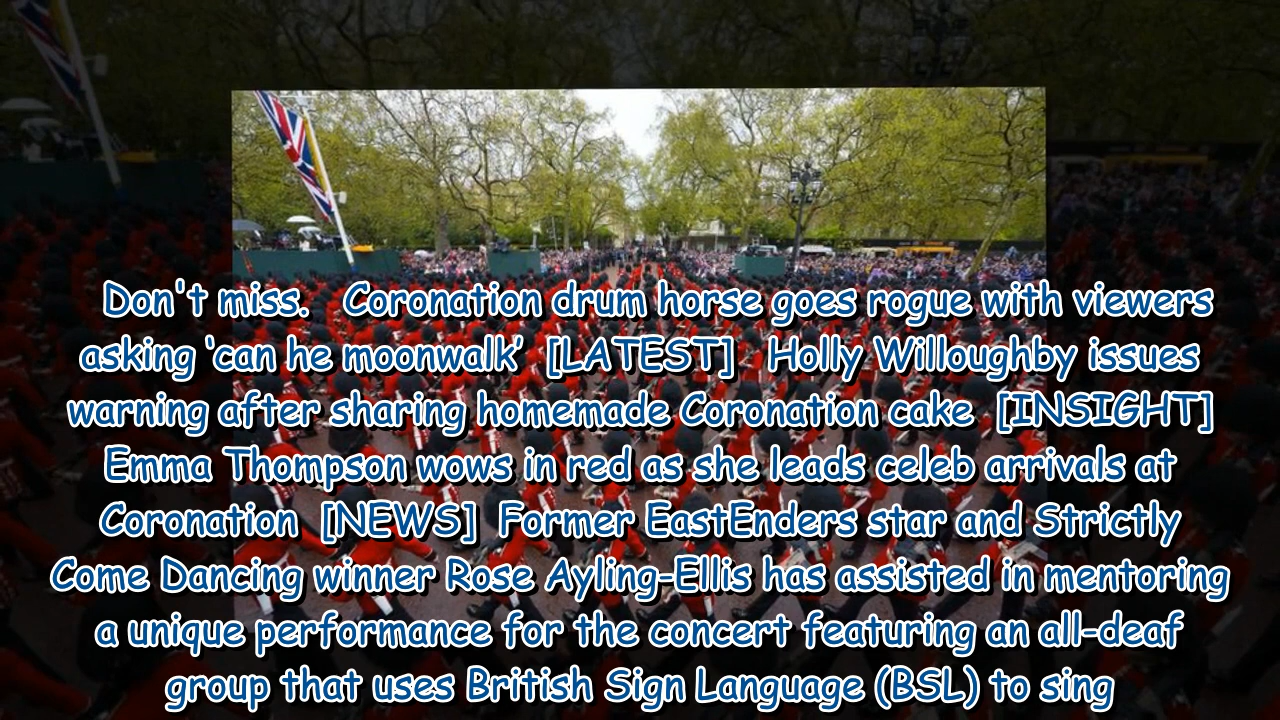 Don't miss. Coronation drum horse goes rogue with viewers
asking ‘can he moonwalk’ [LATEST] Holly Willoughby issues
warning after sharing homemade Coronation cake [INSIGHT]
Emma Thompson wows in red as she leads celeb arrivals at
Coronation [NEWS] Former EastEnders star and Strictly
Come Dancing winner Rose Ayling-Ellis has assisted in mentoring
a unique performance for the concert featuring an all-deaf
group that uses British Sign Language (BSL) to sing